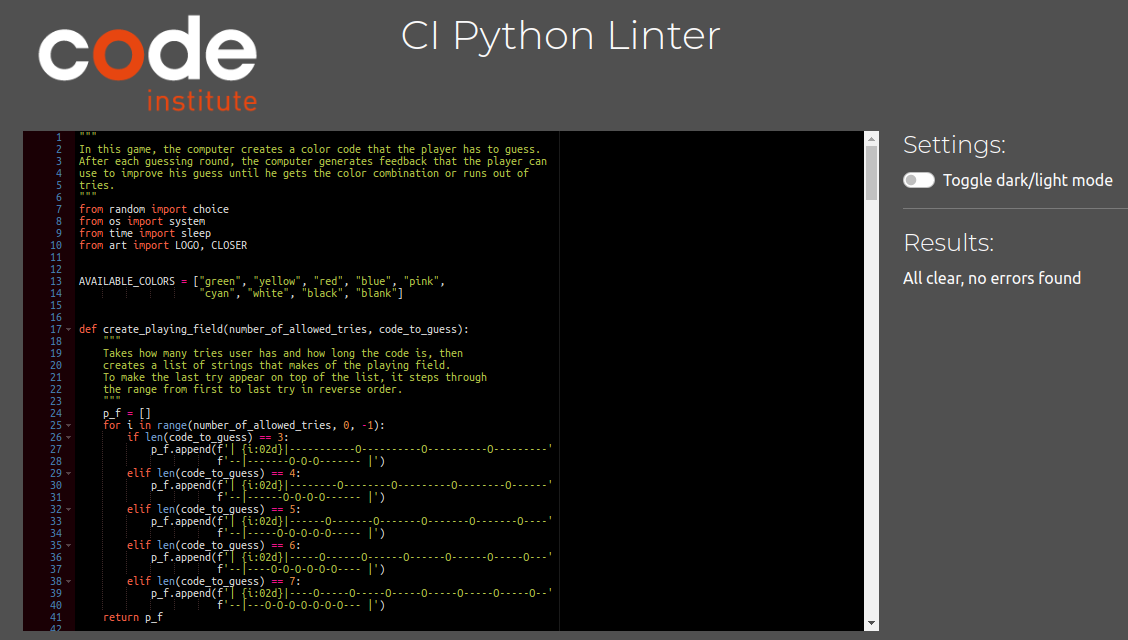 code
institute
CI Python Linter
1 """
2 In this game, the computer creates a color code that the player has to guess.
3 After each guessing round, the computer generates feedback that the player can
4 use to improve his guess until he gets the color combination or runs out of
5 tries.
6 """
7 from random import choice
8 from os import system
9 from time import sleep
10 from art import LOGO, CLOSER
11
12
13 AVAILABLE_COLORS = ["green", "yellow", "red", "blue", "pink",
14                     "cyan", "white", "black", "blank"]
15
16
17 def create_playing_field(number_of_allowed_tries, code_to_guess):
18     """
19     Takes how many tries user has and how long the code is, then
20     creates a list of strings that makes of the playing field.
21     To make the last try appear on top of the list, it steps through
22     the range from first to last try in reverse order.
23     """
24     p_f = []
25     for i in range(number_of_allowed_tries, 0, -1):
26         if len(code_to_guess) == 3:
27             p_f.append(f'| {i:02d}|-----------O----------O----------O---------'
28                        f'--|-------O-O-O------- |')
29         elif len(code_to_guess) == 4:
30             p_f.append(f'| {i:02d}|--------O--------O---------O--------O------'
31                        f'--|------O-O-O-O------ |')
32         elif len(code_to_guess) == 5:
33             p_f.append(f'| {i:02d}|------O-------O-------O-------O-------O----'
34                        f'--|-----O-O-O-O-O----- |')
35         elif len(code_to_guess) == 6:
36             p_f.append(f'| {i:02d}|-----O------O------O------O------O-----O---'
37                        f'--|----O-O-O-O-O-O---- |')
38         elif len(code_to_guess) == 7:
39             p_f.append(f'| {i:02d}|----O-----O-----O-----O-----O-----O-----O--'
40                        f'--|---O-O-O-O-O-O-O--- |')
41     return p_f
42
Settings:
Toggle dark/light mode
Results:
All clear, no errors found